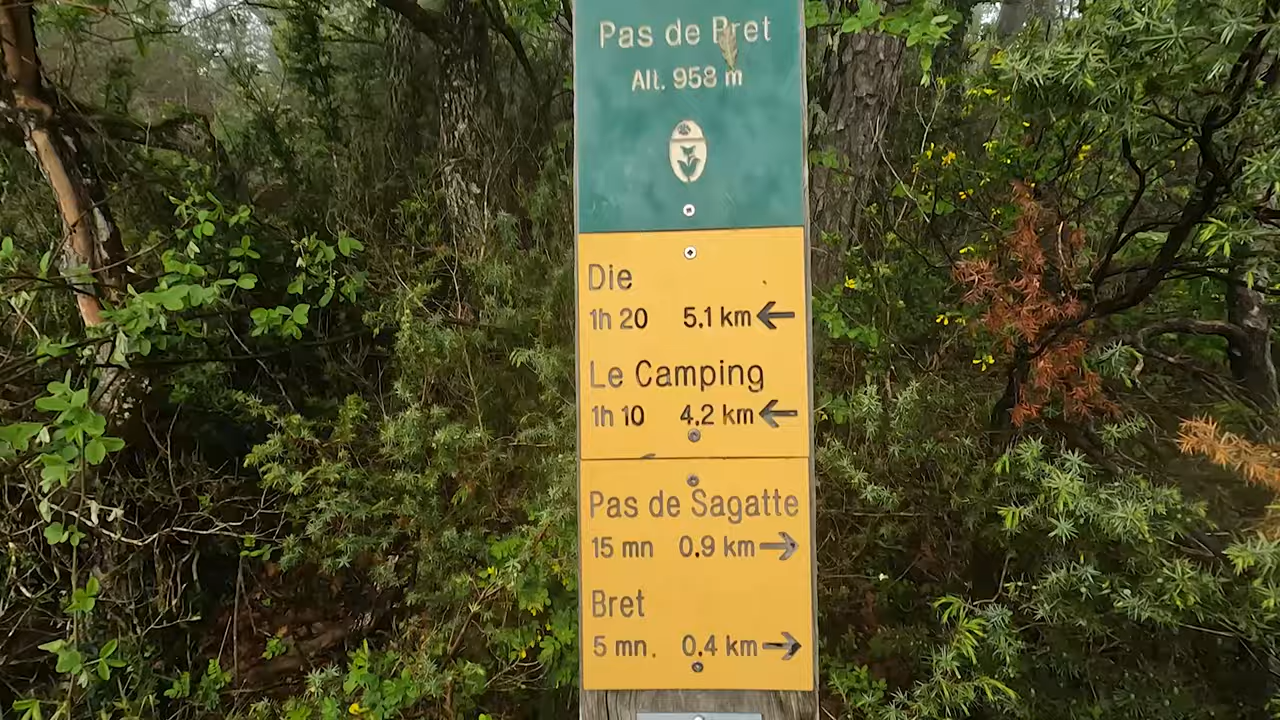 Pas de Bret
Alt. 958 m
Die
1h 20 5.1 km ←
Le Camping
1h 10 4.2 km ←
Pas de Sagatte
15 mn 0.9 km →
Bret
5 mn. 0.4 km →